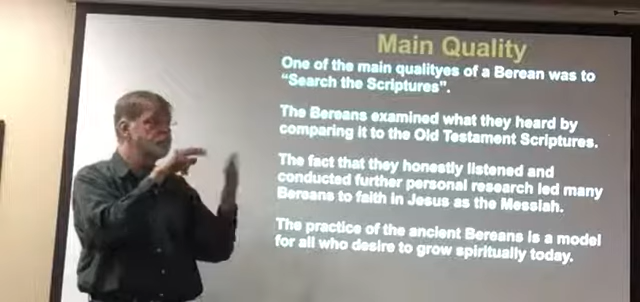 Main Quality
One of the main qualityes of a Berean was to
"Search the Scriptures".
The Bereans examined what they heard by
comparing it to the Old Testament Scriptures.
The fact that they honestly listened and
conducted further personal research led many
Bereans to faith in Jesus as the Messiah.
The practice of the ancient Bereans is a model
for all who desire to grow spiritually today.